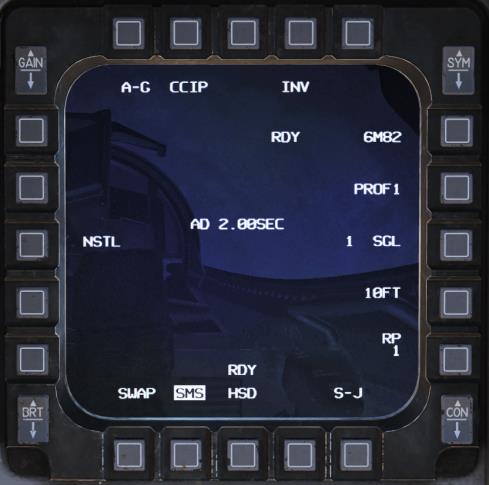 GAIN
SYM
A-G CCIP INV
RDY 6M82
PROF1
AD 2.00SEC
NSTL 1 SGL
10FT
RP
1
RDY
SWAP SMS HSD S-J
BRT
CON